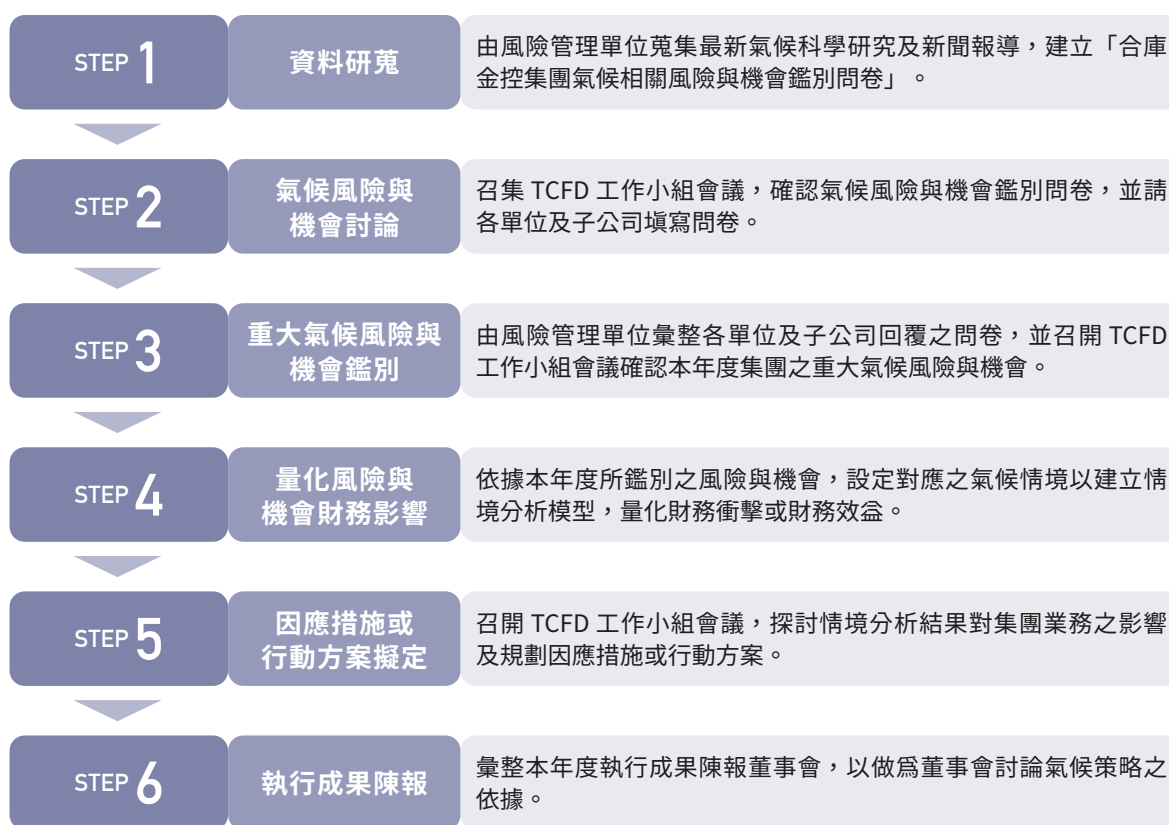 STEP 1
資料研蒐
由風險管理單位蒐集最新氣候科學研究及新聞報導，建立「合庫
金控集團氣候相關風險與機會鑑別問卷」。
STEP 2
氣候風險與
機會討論
召集 TCFD 工作小組會議，確認氣候風險與機會鑑別問卷，並請
各單位及子公司填寫問卷。
STEP 3
重大氣候風險與
機會鑑別
由風險管理單位彙整各單位及子公司回覆之問卷，並召開 TCFD
工作小組會議確認本年度集團之重大氣候風險與機會。
STEP 4
量化風險與
機會財務影響
依據本年度所鑑別之風險與機會，設定對應之氣候情境以建立情
境分析模型，量化財務衝擊或財務效益。
STEP 5
因應措施或
行動方案擬定
召開 TCFD 工作小組會議，探討情境分析結果對集團業務之影響
及規劃因應措施或行動方案。
STEP 6
執行成果陳報
彙整本年度執行成果陳報董事會，以做為董事會討論氣候策略之
依據。